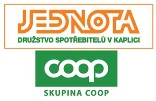 JEDNOTA
DRUŽSTVO SPOTŘEBITELŮ V KAPLICI
coop
SKUPINA COOP